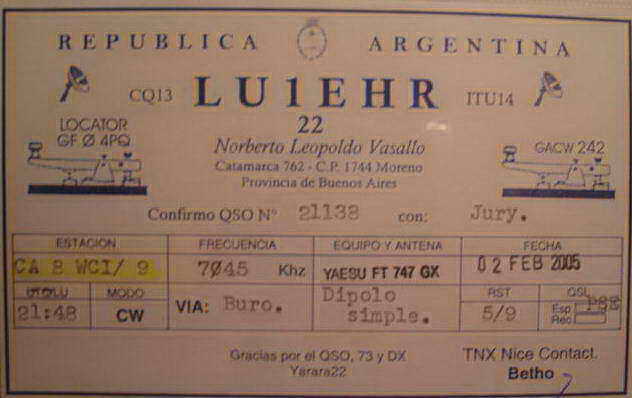 REPUBLICA ARGENTINA
CQ13 LU1EHR ITU14
22
LOCATOR
GF Ø 4PQ
Norberto Leopoldo Vasallo
Catamarca 762 - C.P. 1744 Moreno
Provincia de Buenos Aires
GACW 242
Confirmo QSO Nº 21138 con: Jury.
ESTACION FRECUENCIA EQUIPO Y ANTENA FECHA
CA 8 WCI/ 9 7Ø45 Khz YAESU FT 747 GX 02 FEB 2005
MODO VIA: Buro. Dipolo RST QSL
21:48 CW simple. 5/9 Esp PSE
Rec
Gracias por el QSO, 73 y DX
Yarara22
TNX Nice Contact.
Betho